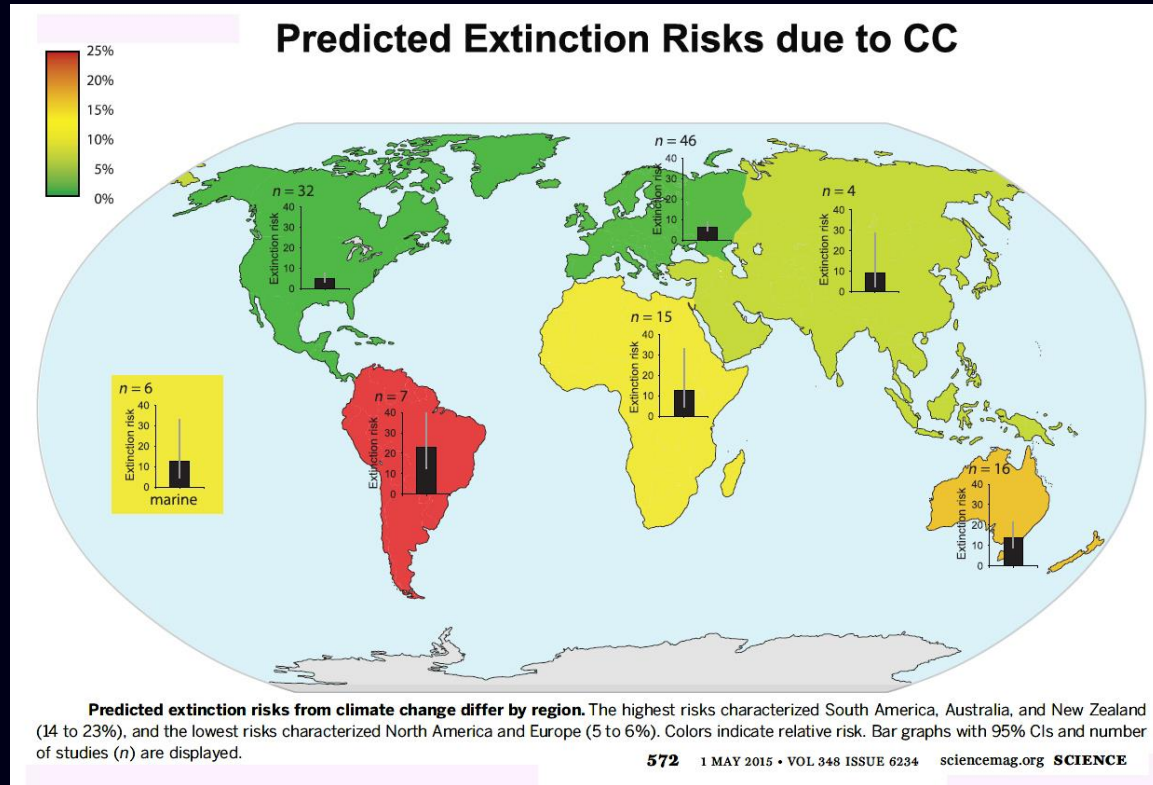 Predicted Extinction Risks due to CC
25%
20%
15%
10%
5%
0%
n = 32
Extinction risk
40
30
20
10
0
n = 46
Extinction risk
40
30
20
10
0
n = 4
Extinction risk
40
30
20
10
0
n = 15
Extinction risk
40
30
20
10
0
n = 6
Extinction risk
40
30
20
10
0
marine
n = 7
Extinction risk
40
30
20
10
0
n = 16
Extinction risk
40
30
20
10
0
Predicted extinction risks from climate change differ by region. The highest risks characterized South America, Australia, and New Zealand
(14 to 23%), and the lowest risks characterized North America and Europe (5 to 6%). Colors indicate relative risk. Bar graphs with 95% CIs and number
of studies (n) are displayed.
572 1 MAY 2015 • VOL 348 ISSUE 6234 sciencemag.org SCIENCE